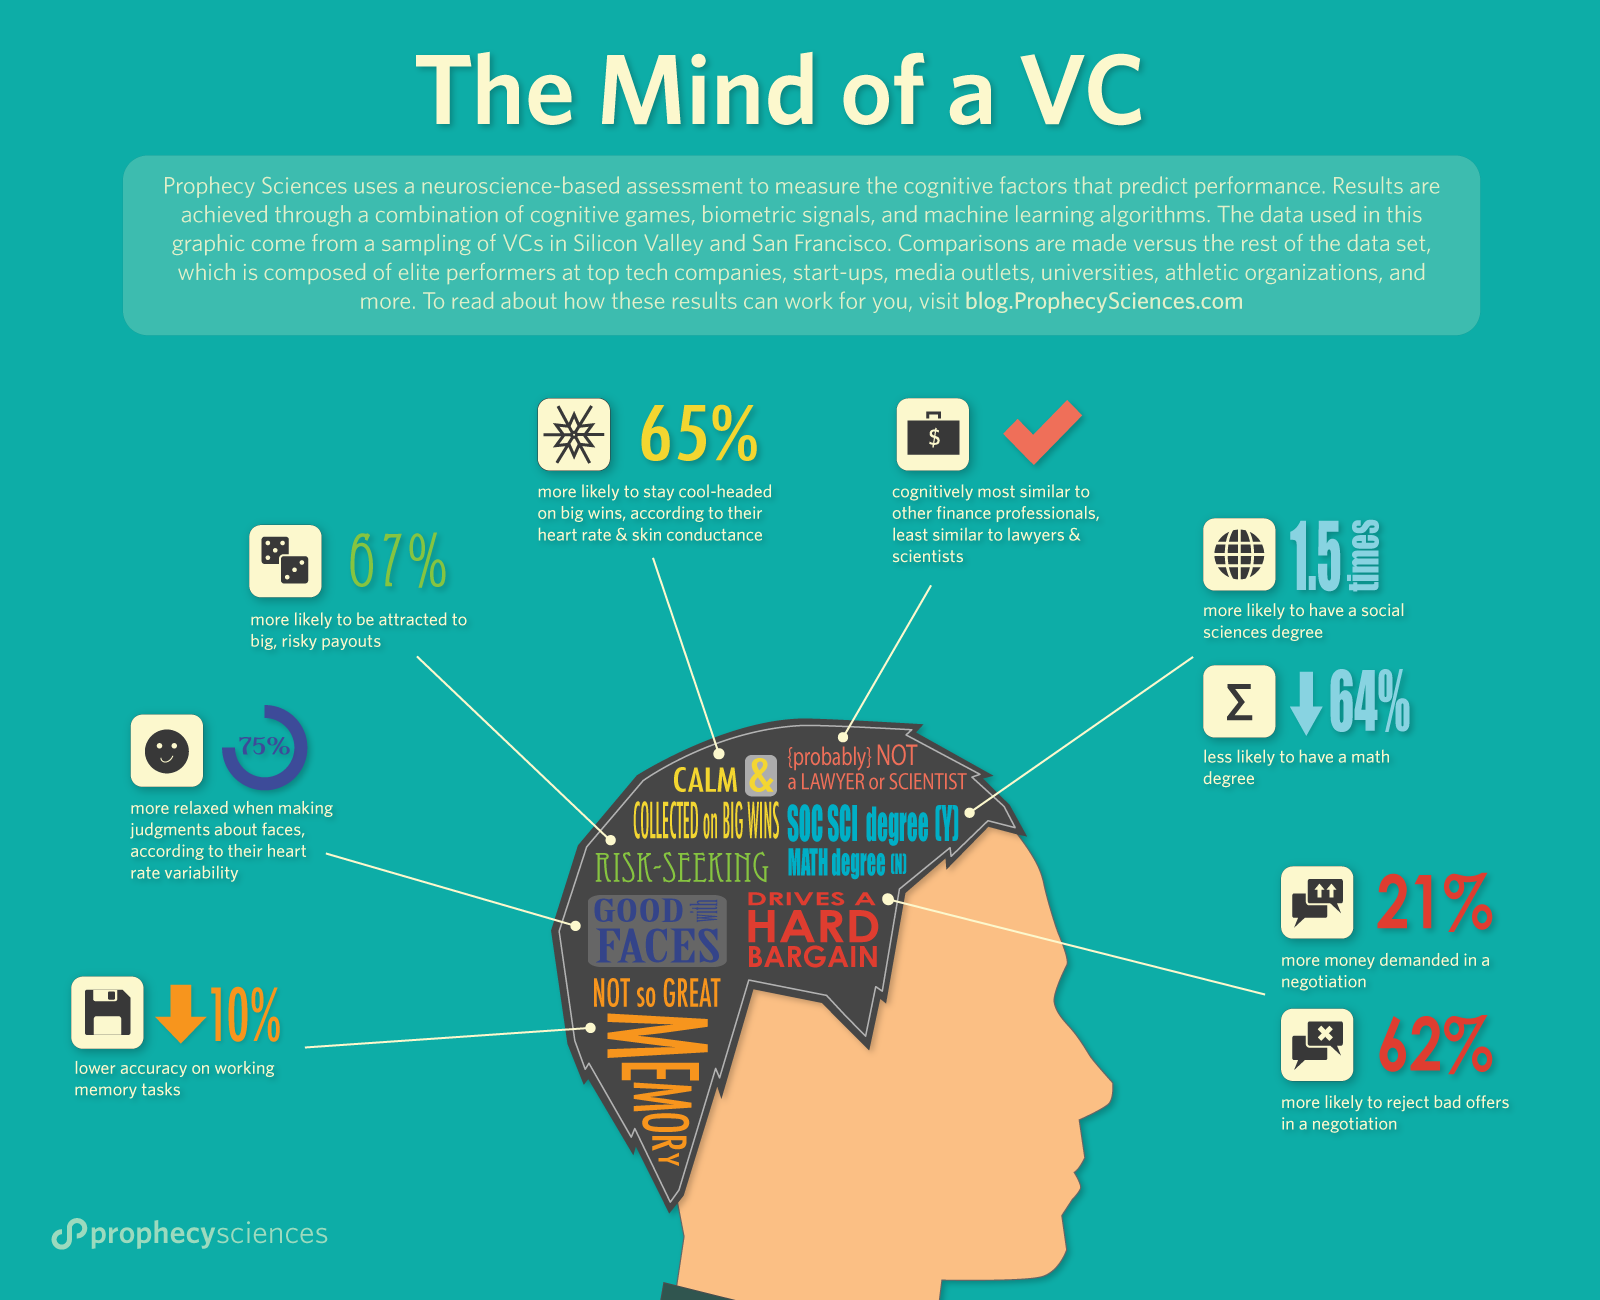 The Mind of a VC
Prophecy Sciences uses a neuroscience-based assessment to measure the cognitive factors that predict performance. Results are
achieved through a combination of cognitive games, biometric signals, and machine learning algorithms. The data used in this
graphic come from a sampling of VCs in Silicon Valley and San Francisco. Comparisons are made versus the rest of the data set,
which is composed of elite performers at top tech companies, start-ups, media outlets, universities, athletic organizations, and
more. To read about how these results can work for you, visit blog.ProphecySciences.com
65%
more likely to stay cool-headed
on big wins, according to their
heart rate & skin conductance
$
cognitively most similar to
other finance professionals,
least similar to lawyers &
scientists
67%
more likely to be attracted to
big, risky payouts
1.5 times
more likely to have a social
sciences degree
Σ 64%
less likely to have a math
degree
75%
more relaxed when making
judgments about faces,
according to their heart
rate variability
CALM &
COLLECTED on BIG WINS
{probably} NOT
a LAWYER or SCIENTIST
SOC SCI degree (Y)
MATH degree (N)
RISK-SEEKING
GOOD
FACES
DRIVES A
HARD
BARGAIN
NOT so GREAT
MEMORY
21%
more money demanded in a
negotiation
62%
more likely to reject bad offers
in a negotiation
10%
lower accuracy on working
memory tasks
prophecysciences